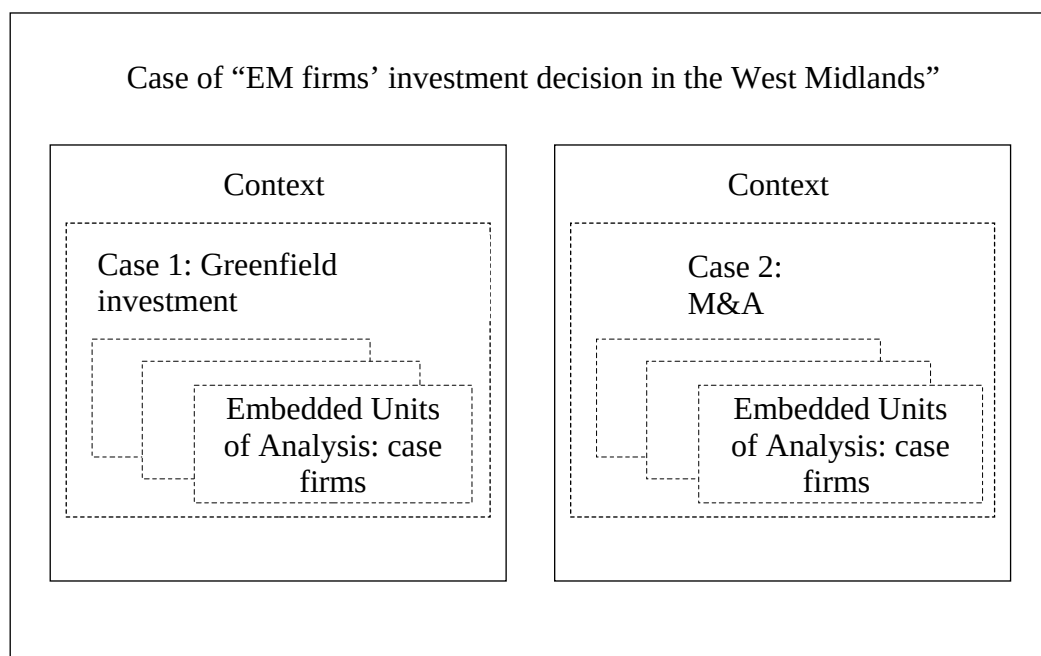 Case of “EM firms’ investment decision in the West Midlands”
Context
Case 1: Greenfield
investment
Embedded Units
of Analysis: case
firms
Context
Case 2:
M&A
Embedded Units
of Analysis: case
firms